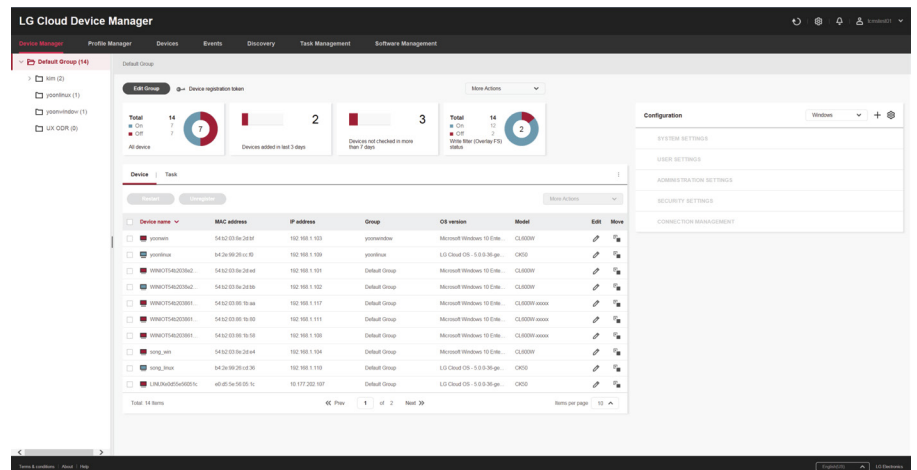 LG Cloud Device Manager
Device Manager Profile Manager Devices Events Discovery Task Management Software Management
Default Group (14)
kim (2)
yoonlinux (1)
yoonwindow (1)
UX ODR (0)
Default Group
Edit Group Device registration token More Actions
Total 14
On 7
Off 7
7
All device
2
Devices added in last 3 days
3
Devices not checked in more
than 7 days
Total 14
On 12
Off 2
2
Write filter (Overlay FS)
status
Configuration Windows
SYSTEM SETTINGS
USER SETTINGS
ADMINISTRATION SETTINGS
SECURITY SETTINGS
CONNECTION MANAGEMENT
Device | Task
Restart Unregister More Actions
Device name MAC address IP address Group OS version Model Edit Move
yoonwin 192.168.1.103 yoonwindow Microsoft Windows 10 Ente... CL600W
yoonlinux 192.168.1.109 yoonlinux LG Cloud OS - 5.0.0-36-ge... CK50
192.168.1.101 Default Group Microsoft Windows 10 Ente... CL600W
192.168.1.102 Default Group Microsoft Windows 10 Ente... CL600W
192.168.1.117 Default Group Microsoft Windows 10 Ente... CL600W-xxxxx
192.168.1.111 Default Group Microsoft Windows 10 Ente... CL600W-xxxxx
Default Group Microsoft Windows 10 Ente... CL600W-xxxxx
song_win 192.168.1.104 Default Group Microsoft Windows 10 Ente... CL600W
song_linux 192.168.1.110 Default Group LG Cloud OS - 5.0.0-36-ge... CK50
10.177.202.107 Default Group LG Cloud OS - 5.0.0-36-ge... CK50
Total 14 Items Prev 1 of 2 Next Items per page 10
Terms & conditions | About | Help English(US) LG Electronics